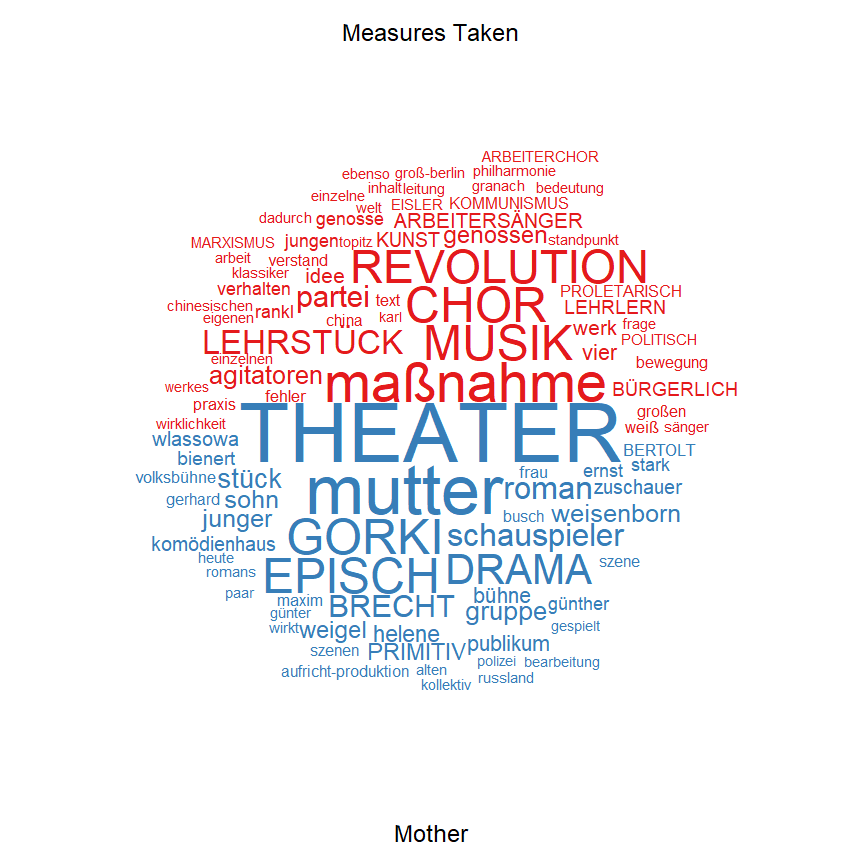 Measures Taken
ARBEITERCHOR
ebenso groß-berlin philharmonie
einzelne inhalt leitung granach bedeutung
welt EISLER KOMMUNISMUS
dadurch genosse ARBEITERSÄNGER
MARXISMUS jungen topitz KUNST genossen standpunkt
arbeit verstand
klassiker idee REVOLUTION
verhalten partei text CHOR PROLETARISCH
chinesischen rankl LEHRLERN
eigenen china karl werk frage
LEHRSTÜCK MUSIK vier POLITISCH
einzelnen bewegung
agitatoren maßnahme BÜRGERLICH
werkes fehler
praxis großen
wirklichkeit THEATER weiß sänger
wlassowa BERTOLT
bienert frau ernst stark
volksbühne stück mutter roman zuschauer
gerhard sohn
junger busch weisenborn
komödienhaus GORKI schauspieler
heute szene
romans EPISCH DRAMA
paar maxim BRECHT bühne günther
günter gruppe
wirkt weigel helene gespielt
szenen PRIMITIV publikum
aufricht-produktion alten polizei bearbeitung
kollektiv russland
Mother